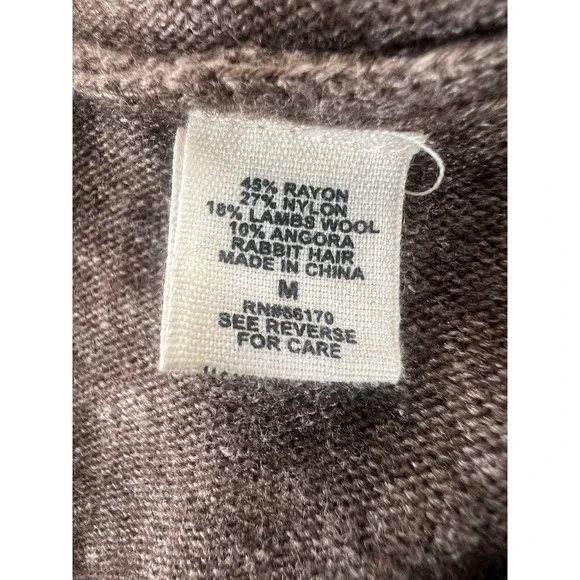 45% RAYON
27% NYLON
18% LAMBS WOOL
10% ANGORA
RABBIT HAIR
MADE IN CHINA
M
RN#66170
SEE REVERSE
FOR CARE